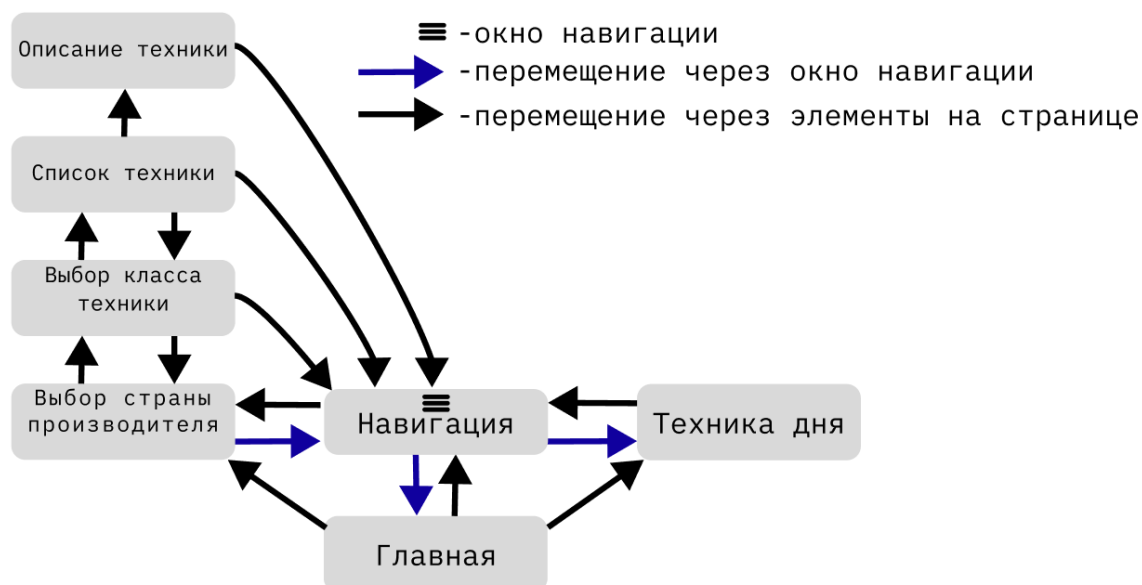 Описание техники
-окно навигации
-перемещение через окно навигации
-перемещение через элементы на странице
Список техники
Выбор класса
техники
Выбор страны
производителя
Навигация
Техника дня
Главная